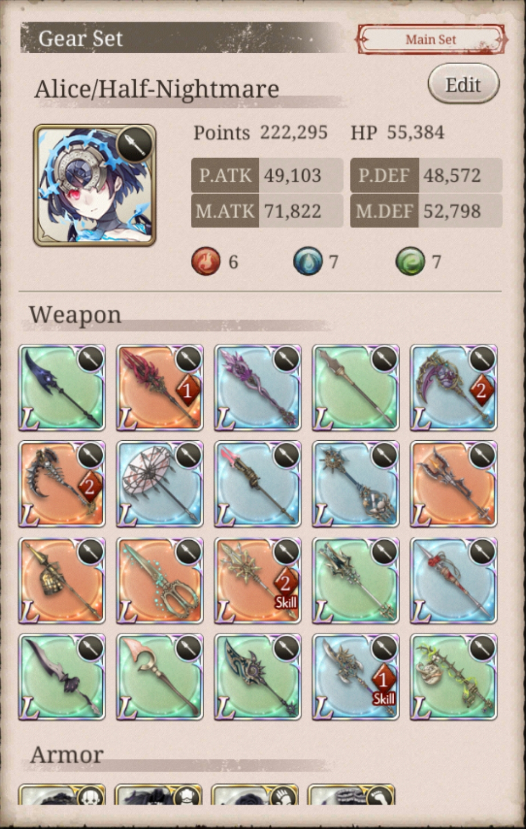 Gear Set
Main Set
Alice/Half-Nightmare
Edit
Points 222,295 HP 55,384
P.ATK 49,103 P.DEF 48,572
M.ATK 71,822 M.DEF 52,798
6 7 7
Weapon
L L 1 L L L 2
L 2 L L L L
L L L 2 Skill L L
L L L L 1 Skill L
Armor